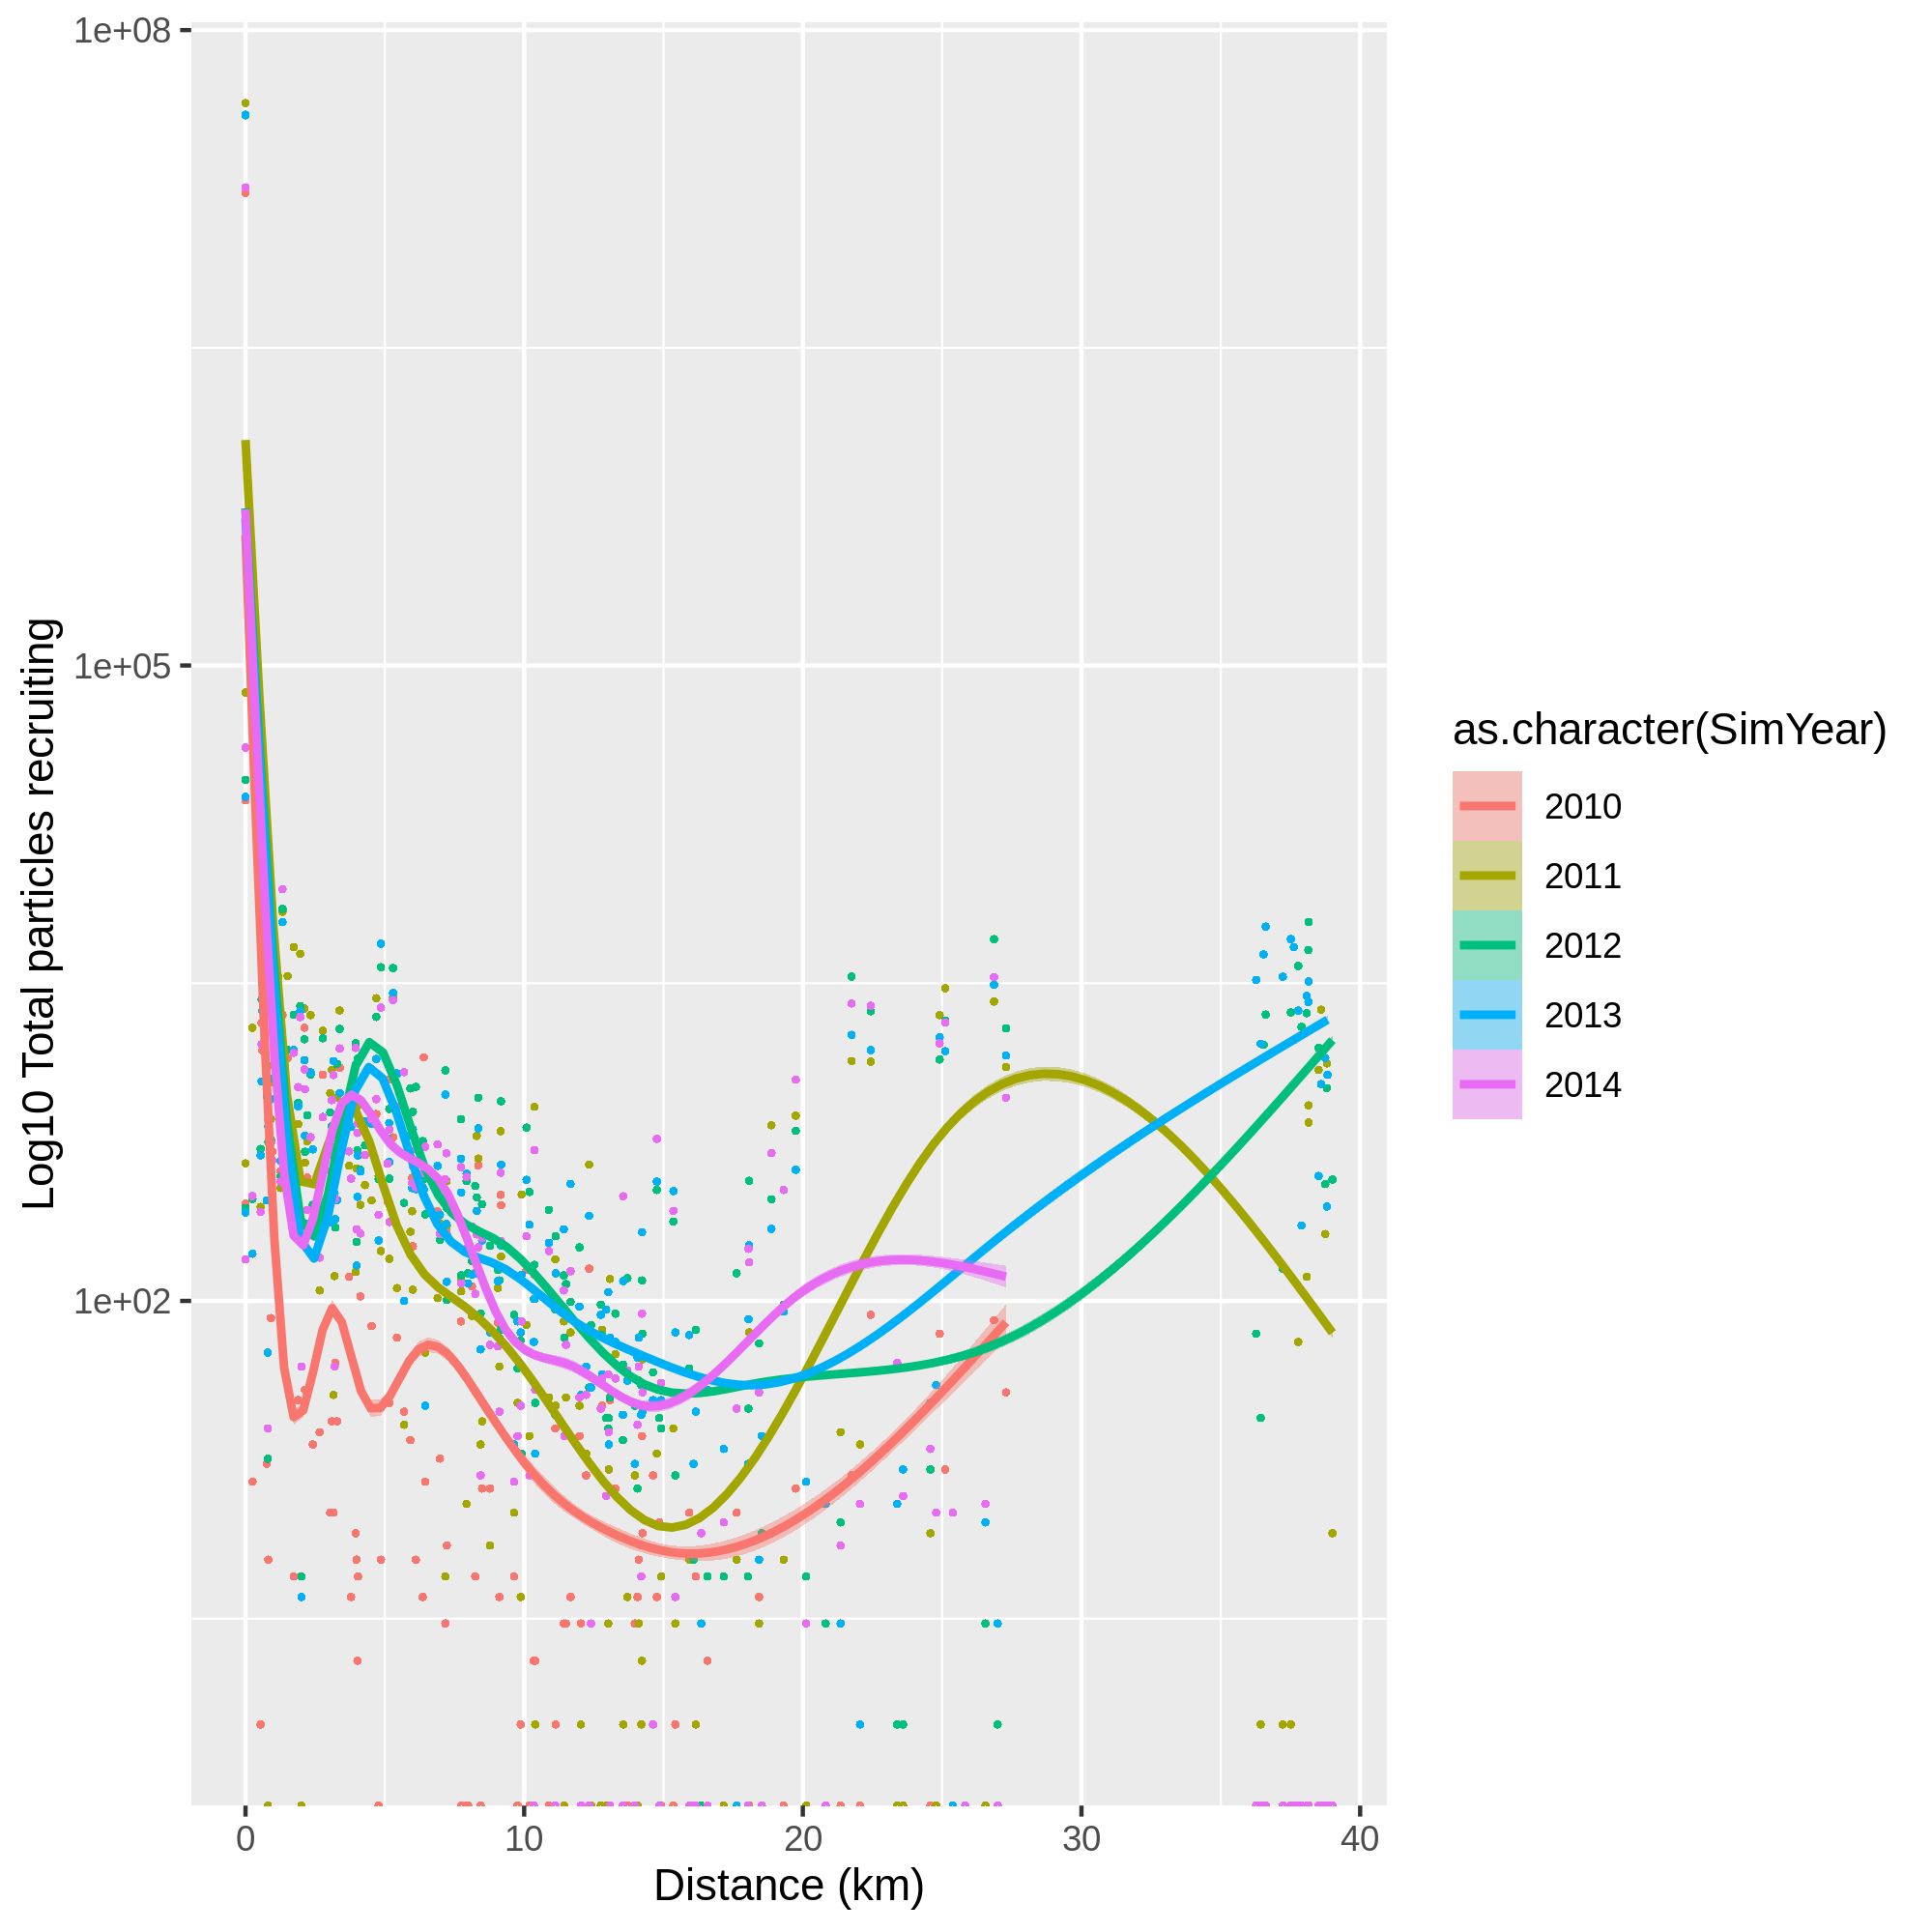 1e+08
1e+05
1e+02
Log10 Total particles recruiting
0
10
20
30
40
Distance (km)
as.character(SimYear)
2010
2011
2012
2013
2014